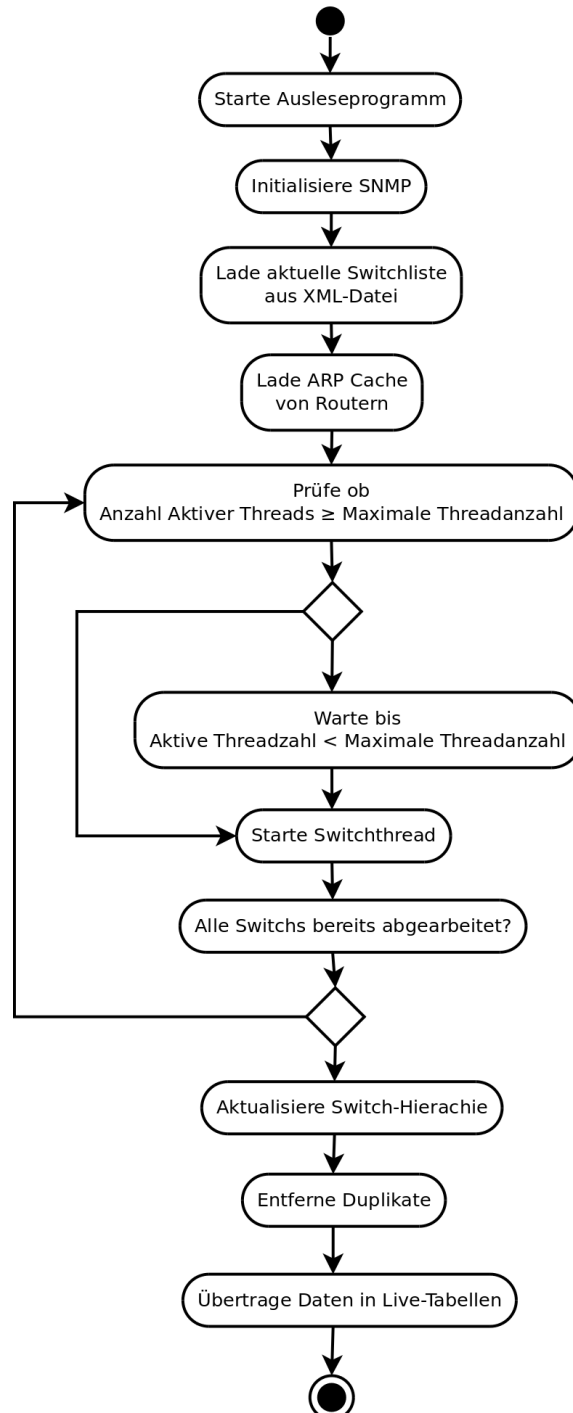 Starte Ausleseprogramm
Initialisiere SNMP
Lade aktuelle Switchliste
aus XML-Datei
Lade ARP Cache
von Routern
Prüfe ob
Anzahl Aktiver Threads ≥ Maximale Threadanzahl
Warte bis
Aktive Threadzahl < Maximale Threadanzahl
Starte Switchthread
Alle Switchs bereits abgearbeitet?
Aktualisiere Switch-Hierachie
Entferne Duplikate
Übertrage Daten in Live-Tabellen